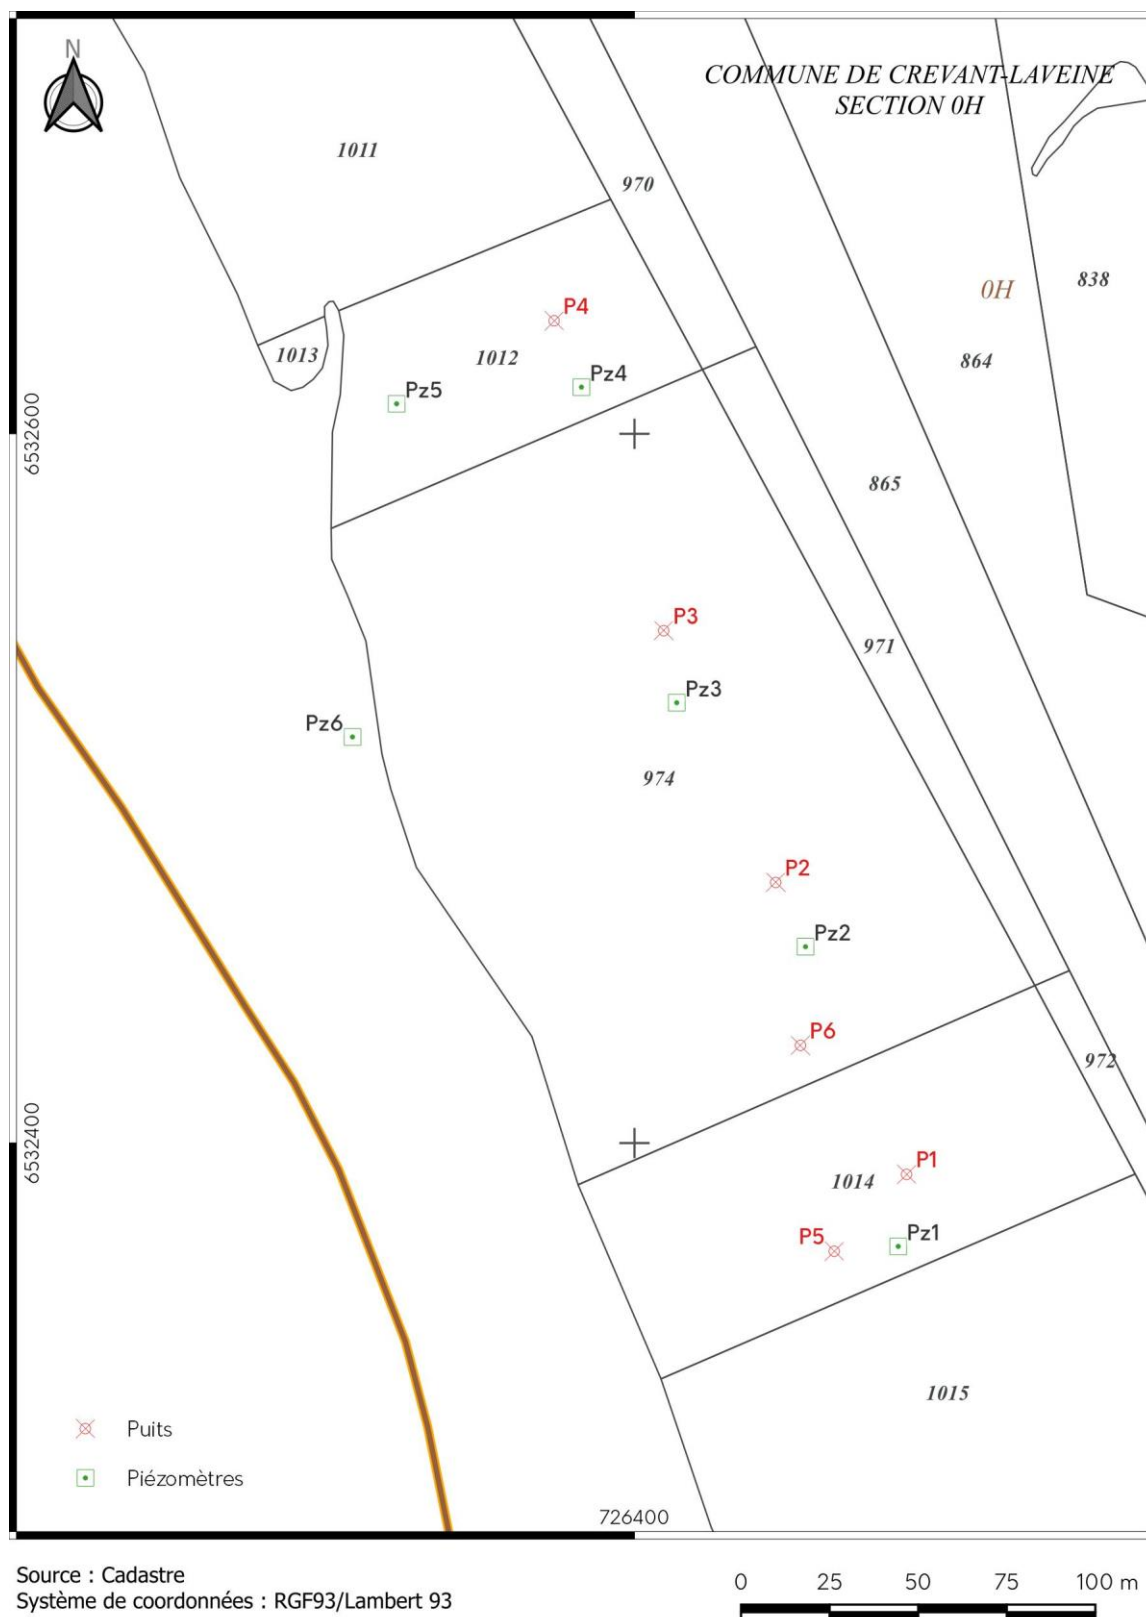 N
COMMUNE DE CREVANT-LAVEINE
SECTION 0H
1011
970
0H
838
P4
1013
1012
864
Pz4
Pz5
6532600
865
P3
971
Pz3
Pz6
974
P2
Pz2
P6
972
6532400
P1
1014
P5
Pz1
1015
Puits
Piézomètres
726400
Source : Cadastre
Système de coordonnées : RGF93/Lambert 93
0 25 50 75 100 m